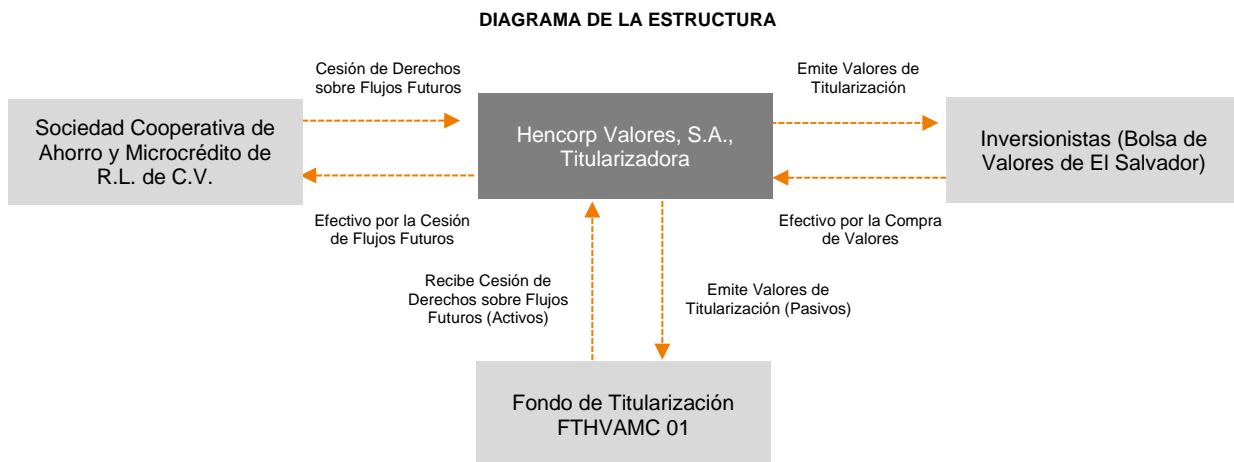 DIAGRAMA DE LA ESTRUCTURA
Cesión de Derechos
sobre Flujos Futuros
Emite Valores de
Titularización
Sociedad Cooperativa de
Ahorro y Microcrédito de
R.L. de C.V.
Hencorp Valores, S.A.,
Titularizadora
Inversionistas (Bolsa de
Valores de El Salvador)
Efectivo por la Cesión
de Flujos Futuros
Efectivo por la Compra
de Valores
Recibe Cesión de
Derechos sobre Flujos
Futuros (Activos)
Emite Valores de
Titularización (Pasivos)
Fondo de Titularización
FTHVAMC 01